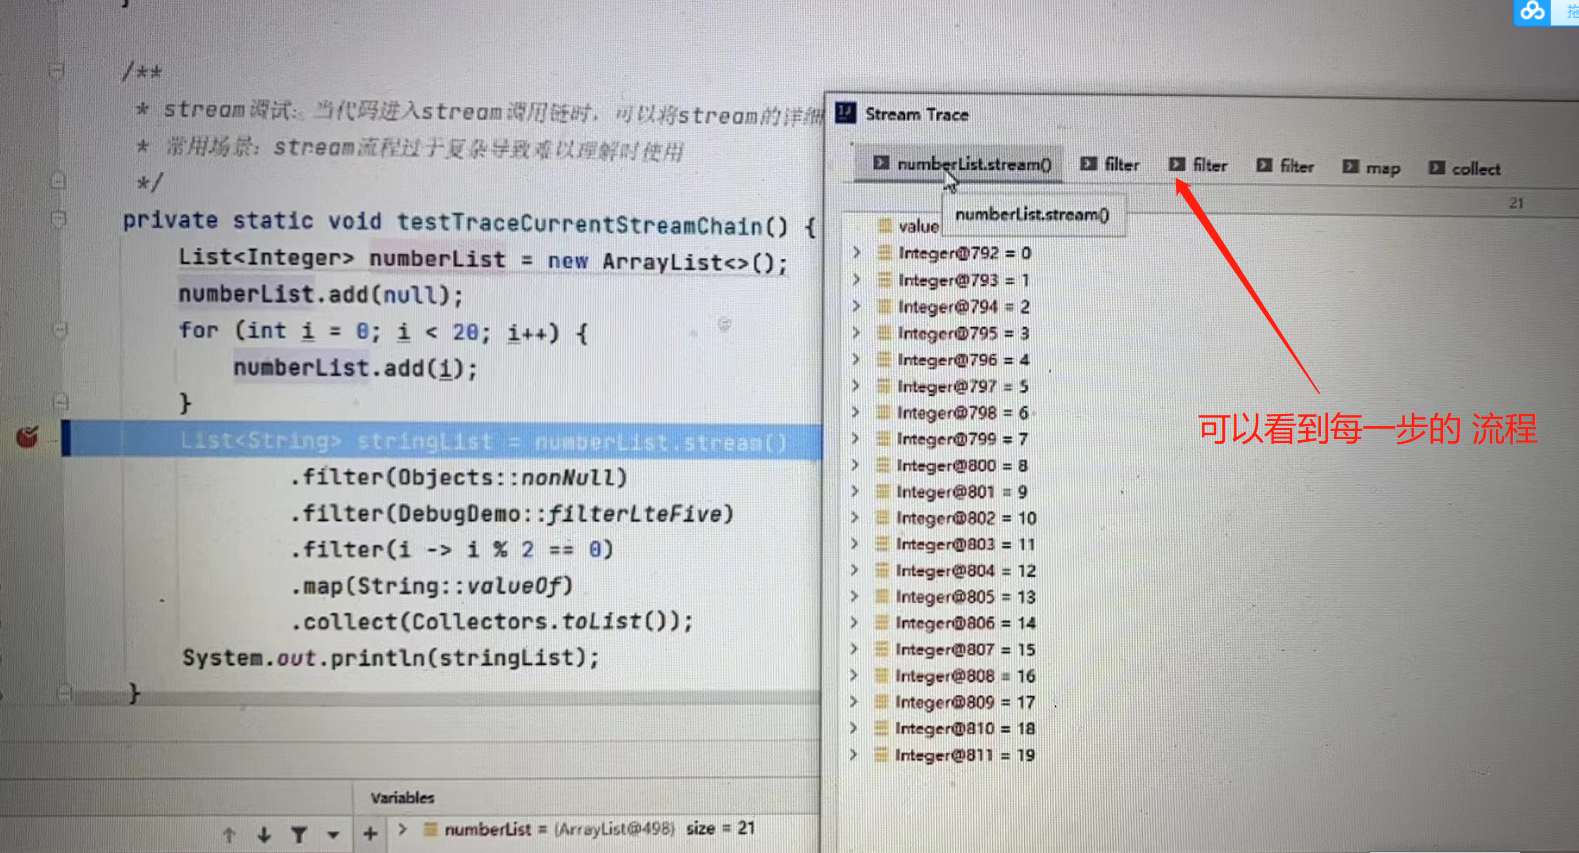 }
/**
* stream调试：当代码进入stream调用链时，可以将stream的详细
* 常用场景：stream流程过于复杂导致难以理解时使用
*/
private static void testTraceCurrentStreamChain() {
List<Integer> numberList = new ArrayList<>();
numberList.add(null);
for (int i = 0; i < 20; i++) {
numberList.add(i);
}
List<String> stringList = numberList.stream()
.filter(Objects::nonNull)
.filter(DebugDemo::filterLteFive)
.filter(i -> i % 2 == 0)
.map(String::valueOf)
.collect(Collectors.toList());
System.out.println(stringList);
}
Variables
numberList = (ArrayList@498) size = 21
Stream Trace
numberList.stream() filter filter filter map collect
21
numberList.stream()
value
Integer@792 = 0
Integer@793 = 1
Integer@794 = 2
Integer@795 = 3
Integer@796 = 4
Integer@797 = 5
Integer@798 = 6
Integer@799 = 7
Integer@800 = 8
Integer@801 = 9
Integer@802 = 10
Integer@803 = 11
Integer@804 = 12
Integer@805 = 13
Integer@806 = 14
Integer@807 = 15
Integer@808 = 16
Integer@809 = 17
Integer@810 = 18
Integer@811 = 19
可以看到每一步的 流程